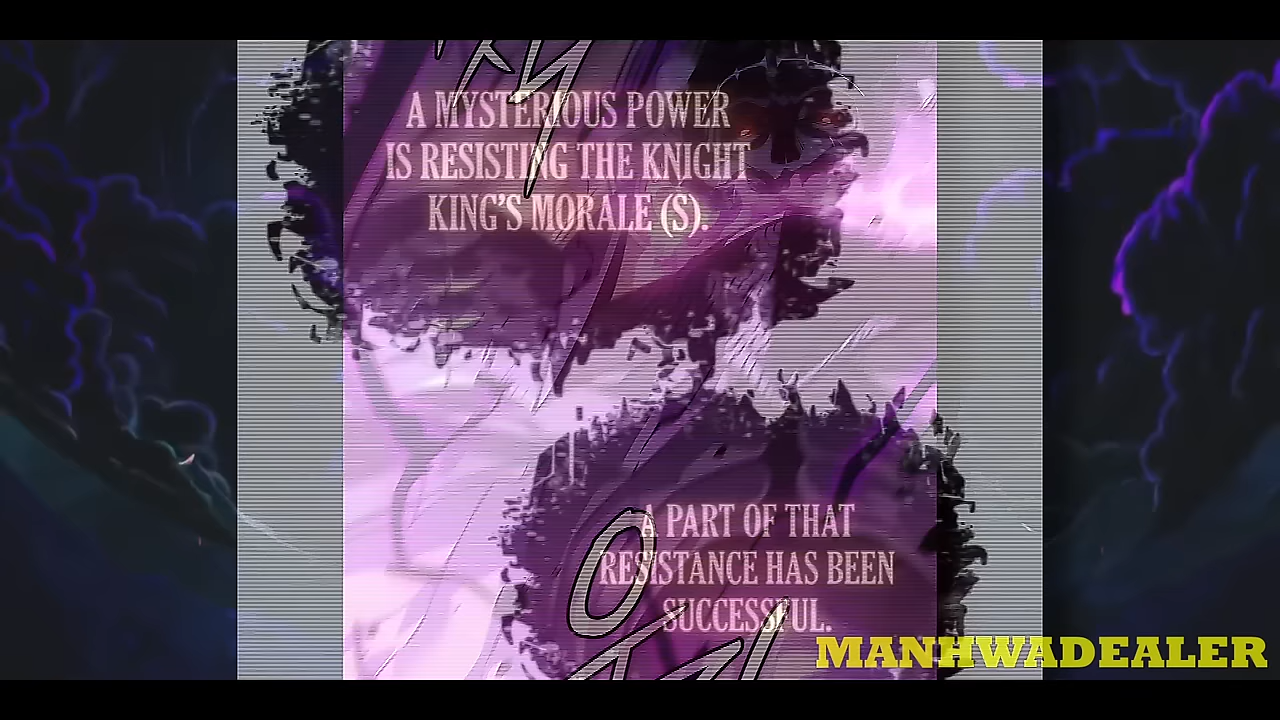 A MYSTERIOUS POWER
IS RESISTING THE KNIGHT
KING'S MORALE (S).
A PART OF THAT
RESISTANCE HAS BEEN
SUCCESSFUL.
MANHWADEALER